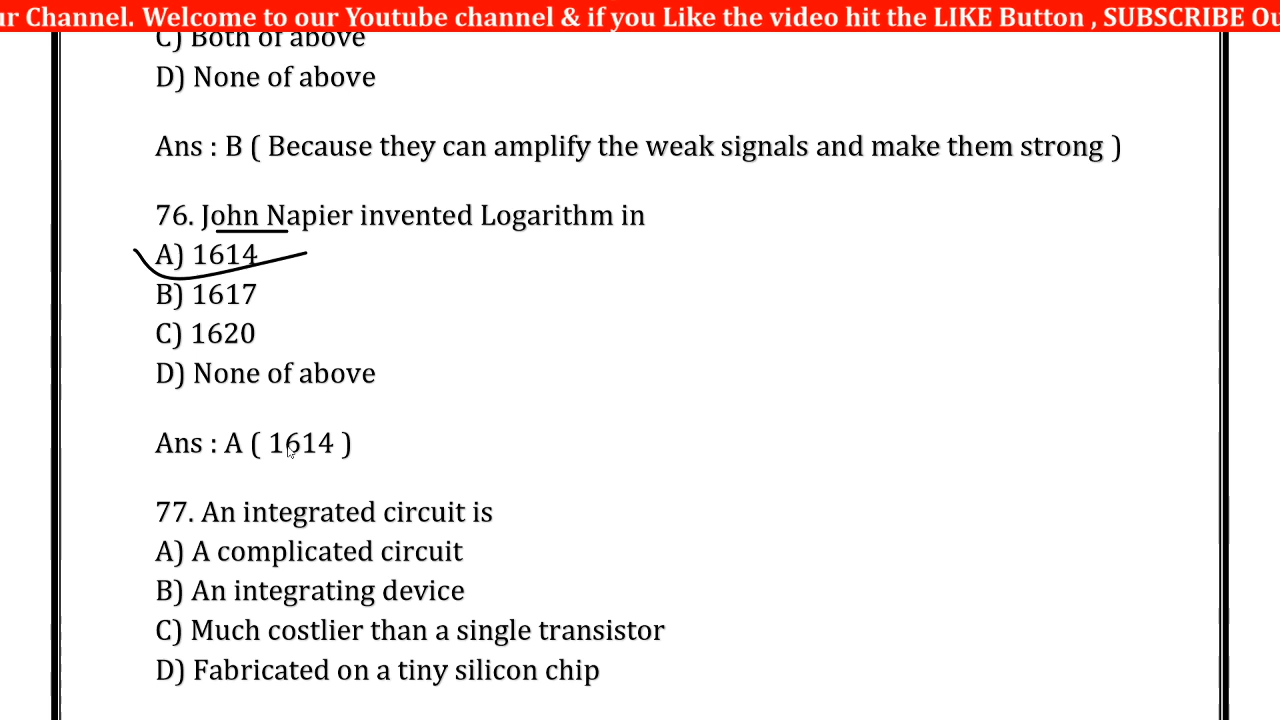 ur Channel. Welcome to our Youtube channel & if you Like the video hit the LIKE Button , SUBSCRIBE Ou
C) Both of above
D) None of above
Ans : B ( Because they can amplify the weak signals and make them strong )
76. John Napier invented Logarithm in
A) 1614
B) 1617
C) 1620
D) None of above
Ans : A ( 1614 )
77. An integrated circuit is
A) A complicated circuit
B) An integrating device
C) Much costlier than a single transistor
D) Fabricated on a tiny silicon chip